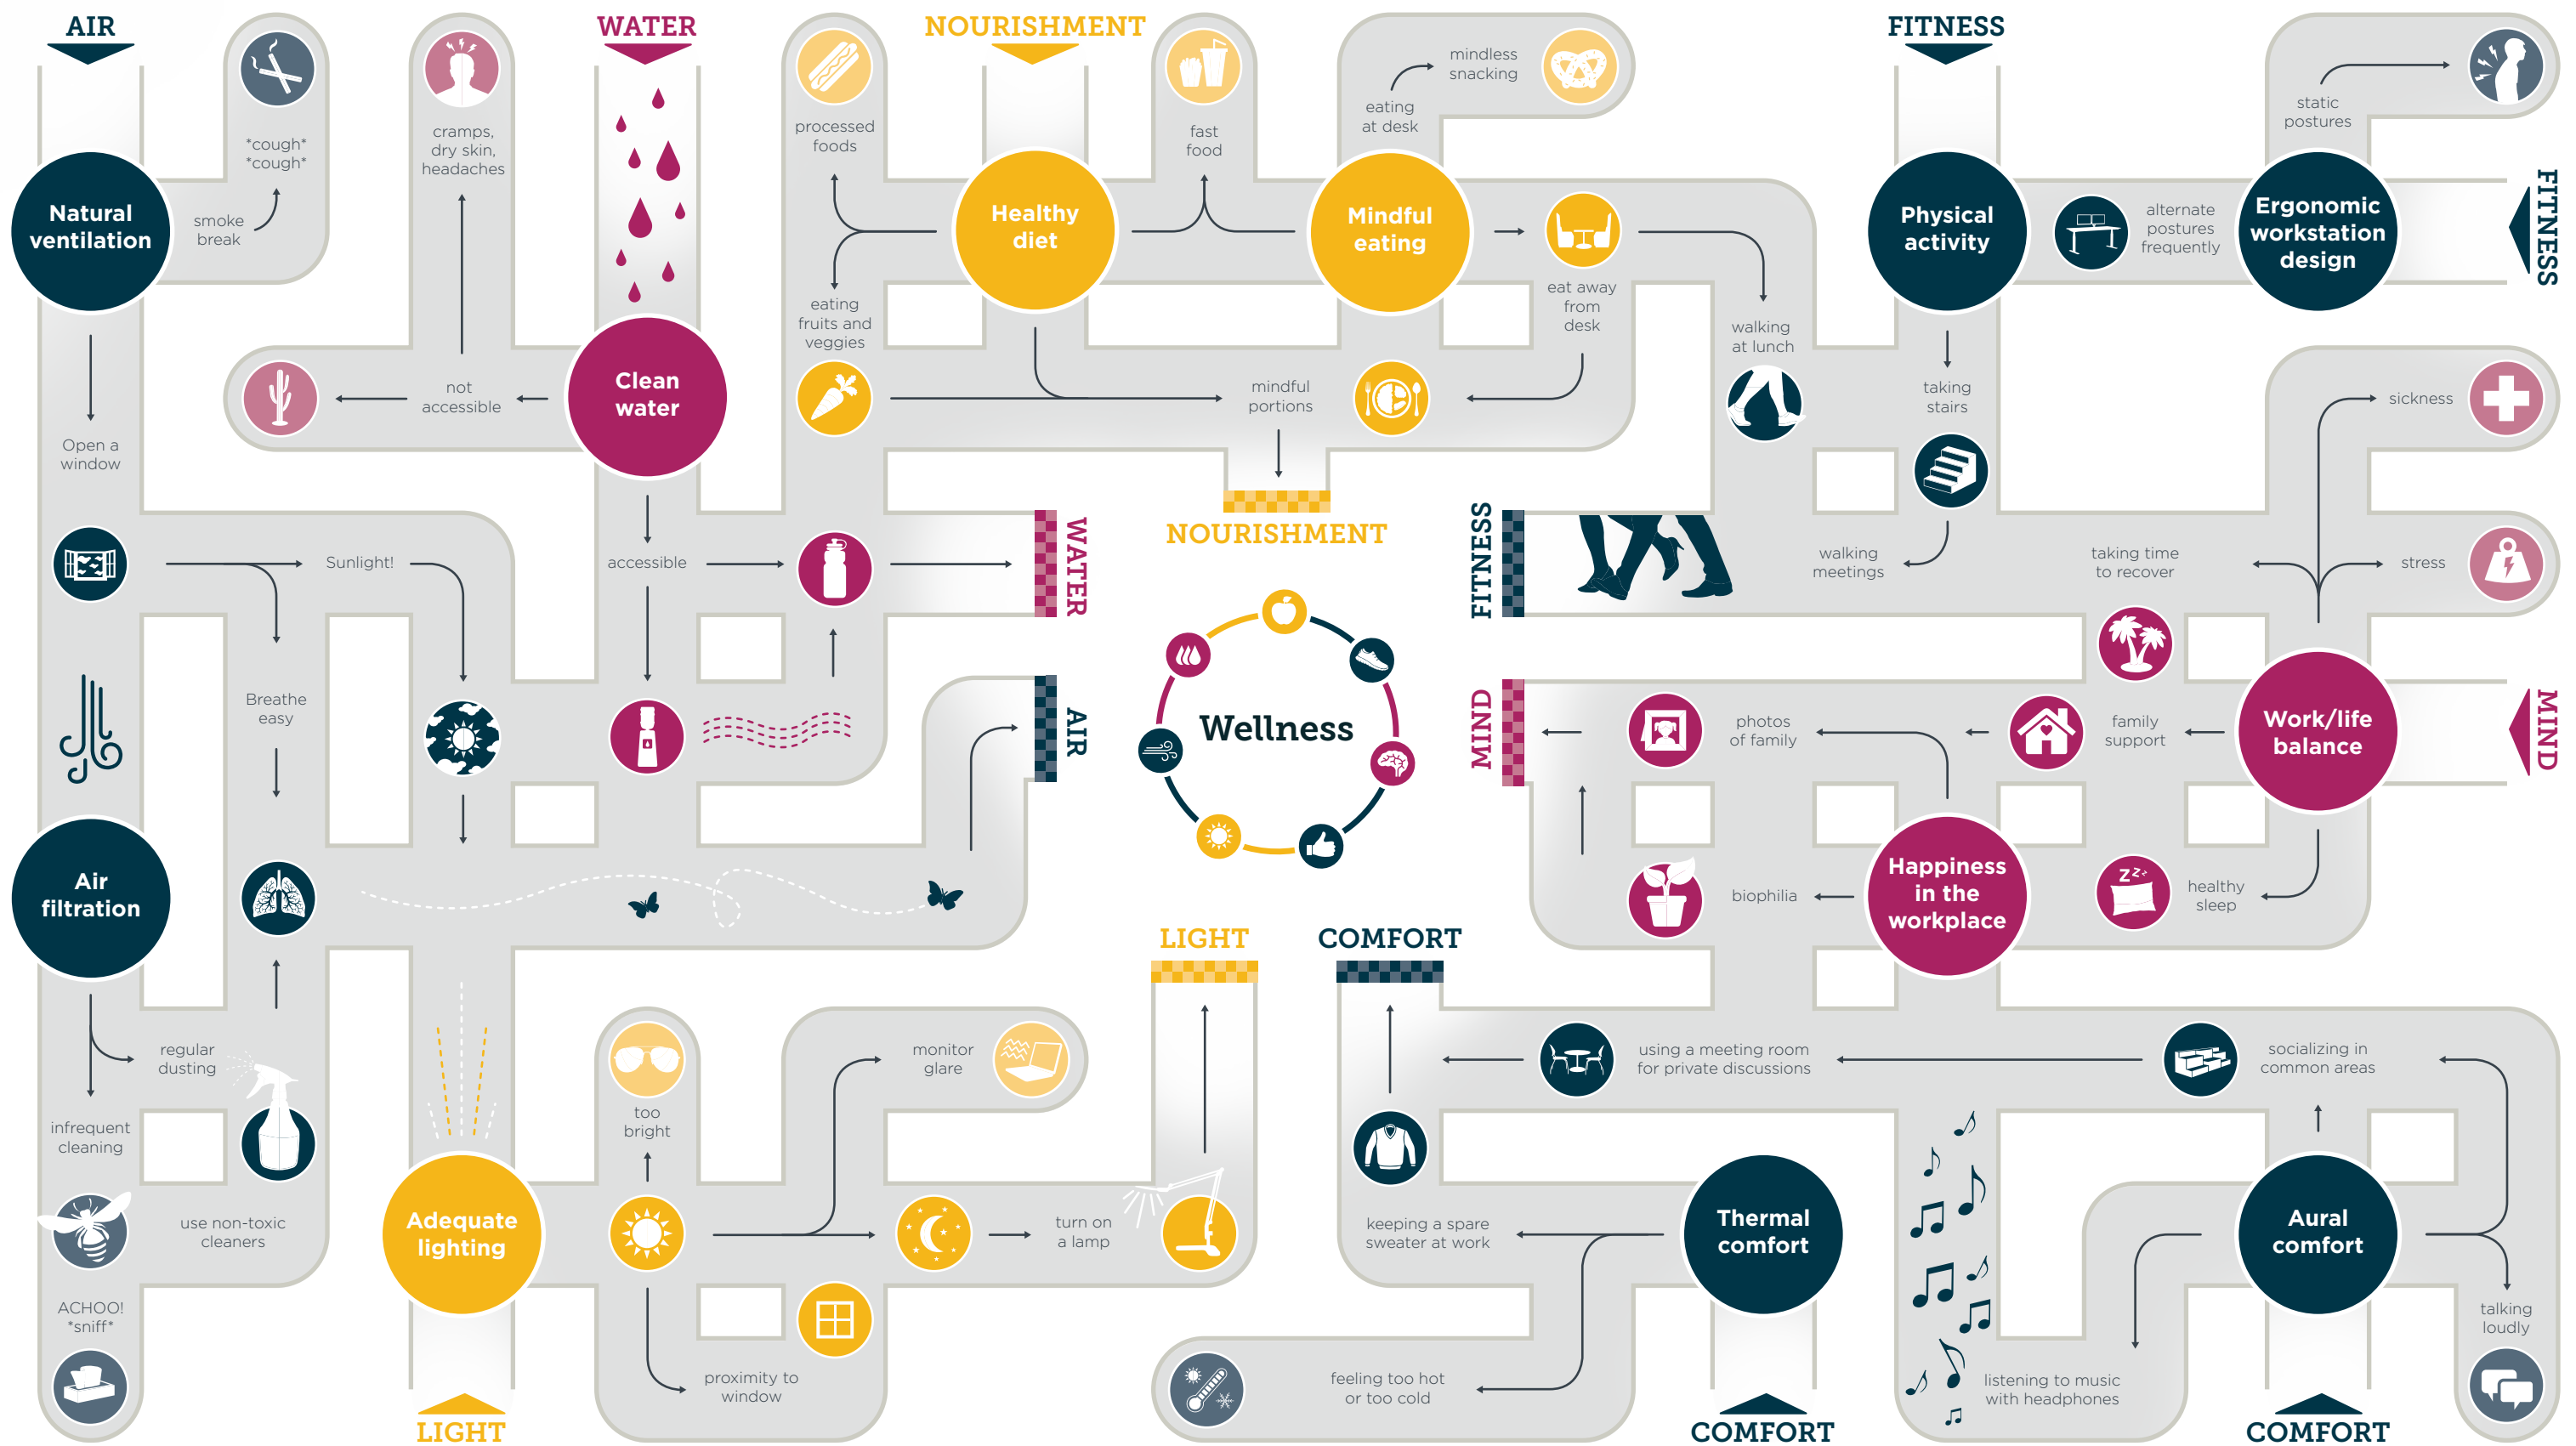 AIR
WATER
NOURISHMENT
FITNESS
mindless
snacking
eating
at desk
static
postures
processed
foods
fast
food
*cough*
*cough*
cramps,
dry skin,
headaches
Natural
ventilation
smoke
break
Healthy
diet
Mindful
eating
Physical
activity
alternate
postures
frequently
Ergonomic
workstation
design
FITNESS
eating
fruits and
veggies
eat away
from
desk
walking
at lunch
Clean
water
not
accessible
mindful
portions
taking
stairs
sickness
Open a
window
Sunlight!
accessible
WATER
NOURISHMENT
FITNESS
walking
meetings
taking time
to recover
stress
Breathe
easy
AIR
Wellness
MIND
photos
of family
family
support
Work/life
balance
MIND
Air
filtration
biophilia
Happiness
in the
workplace
ZZZz
healthy
sleep
LIGHT
COMFORT
regular
dusting
monitor
glare
using a meeting room
for private discussions
socializing in
common areas
infrequent
cleaning
too
bright
use non-toxic
cleaners
Adequate
lighting
turn on
a lamp
keeping a spare
sweater at work
Thermal
comfort
Aural
comfort
ACHOO!
*sniff*
talking
loudly
proximity to
window
feeling too hot
or too cold
listening to music
with headphones
LIGHT
COMFORT
COMFORT